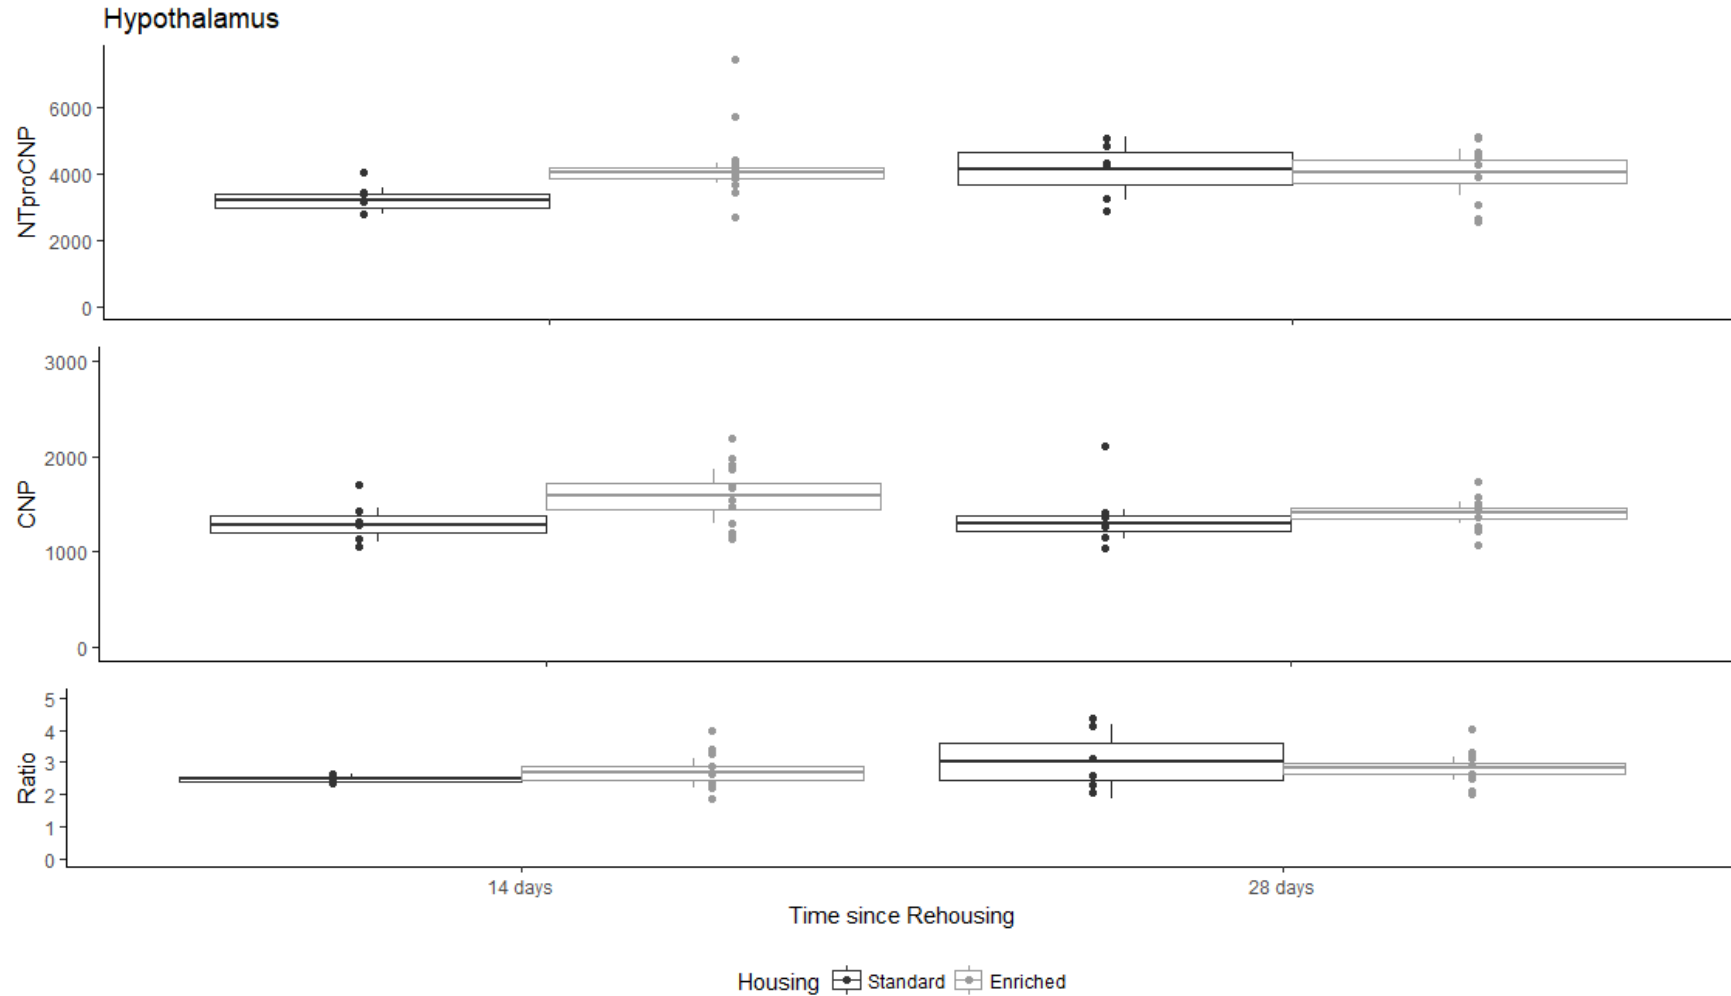 Hypothalamus
NTproCNP
6000
4000
2000
0
CNP
3000
2000
1000
0
Ratio
5
4
3
2
1
0
14 days
28 days
Time since Rehousing
Housing Standard Enriched